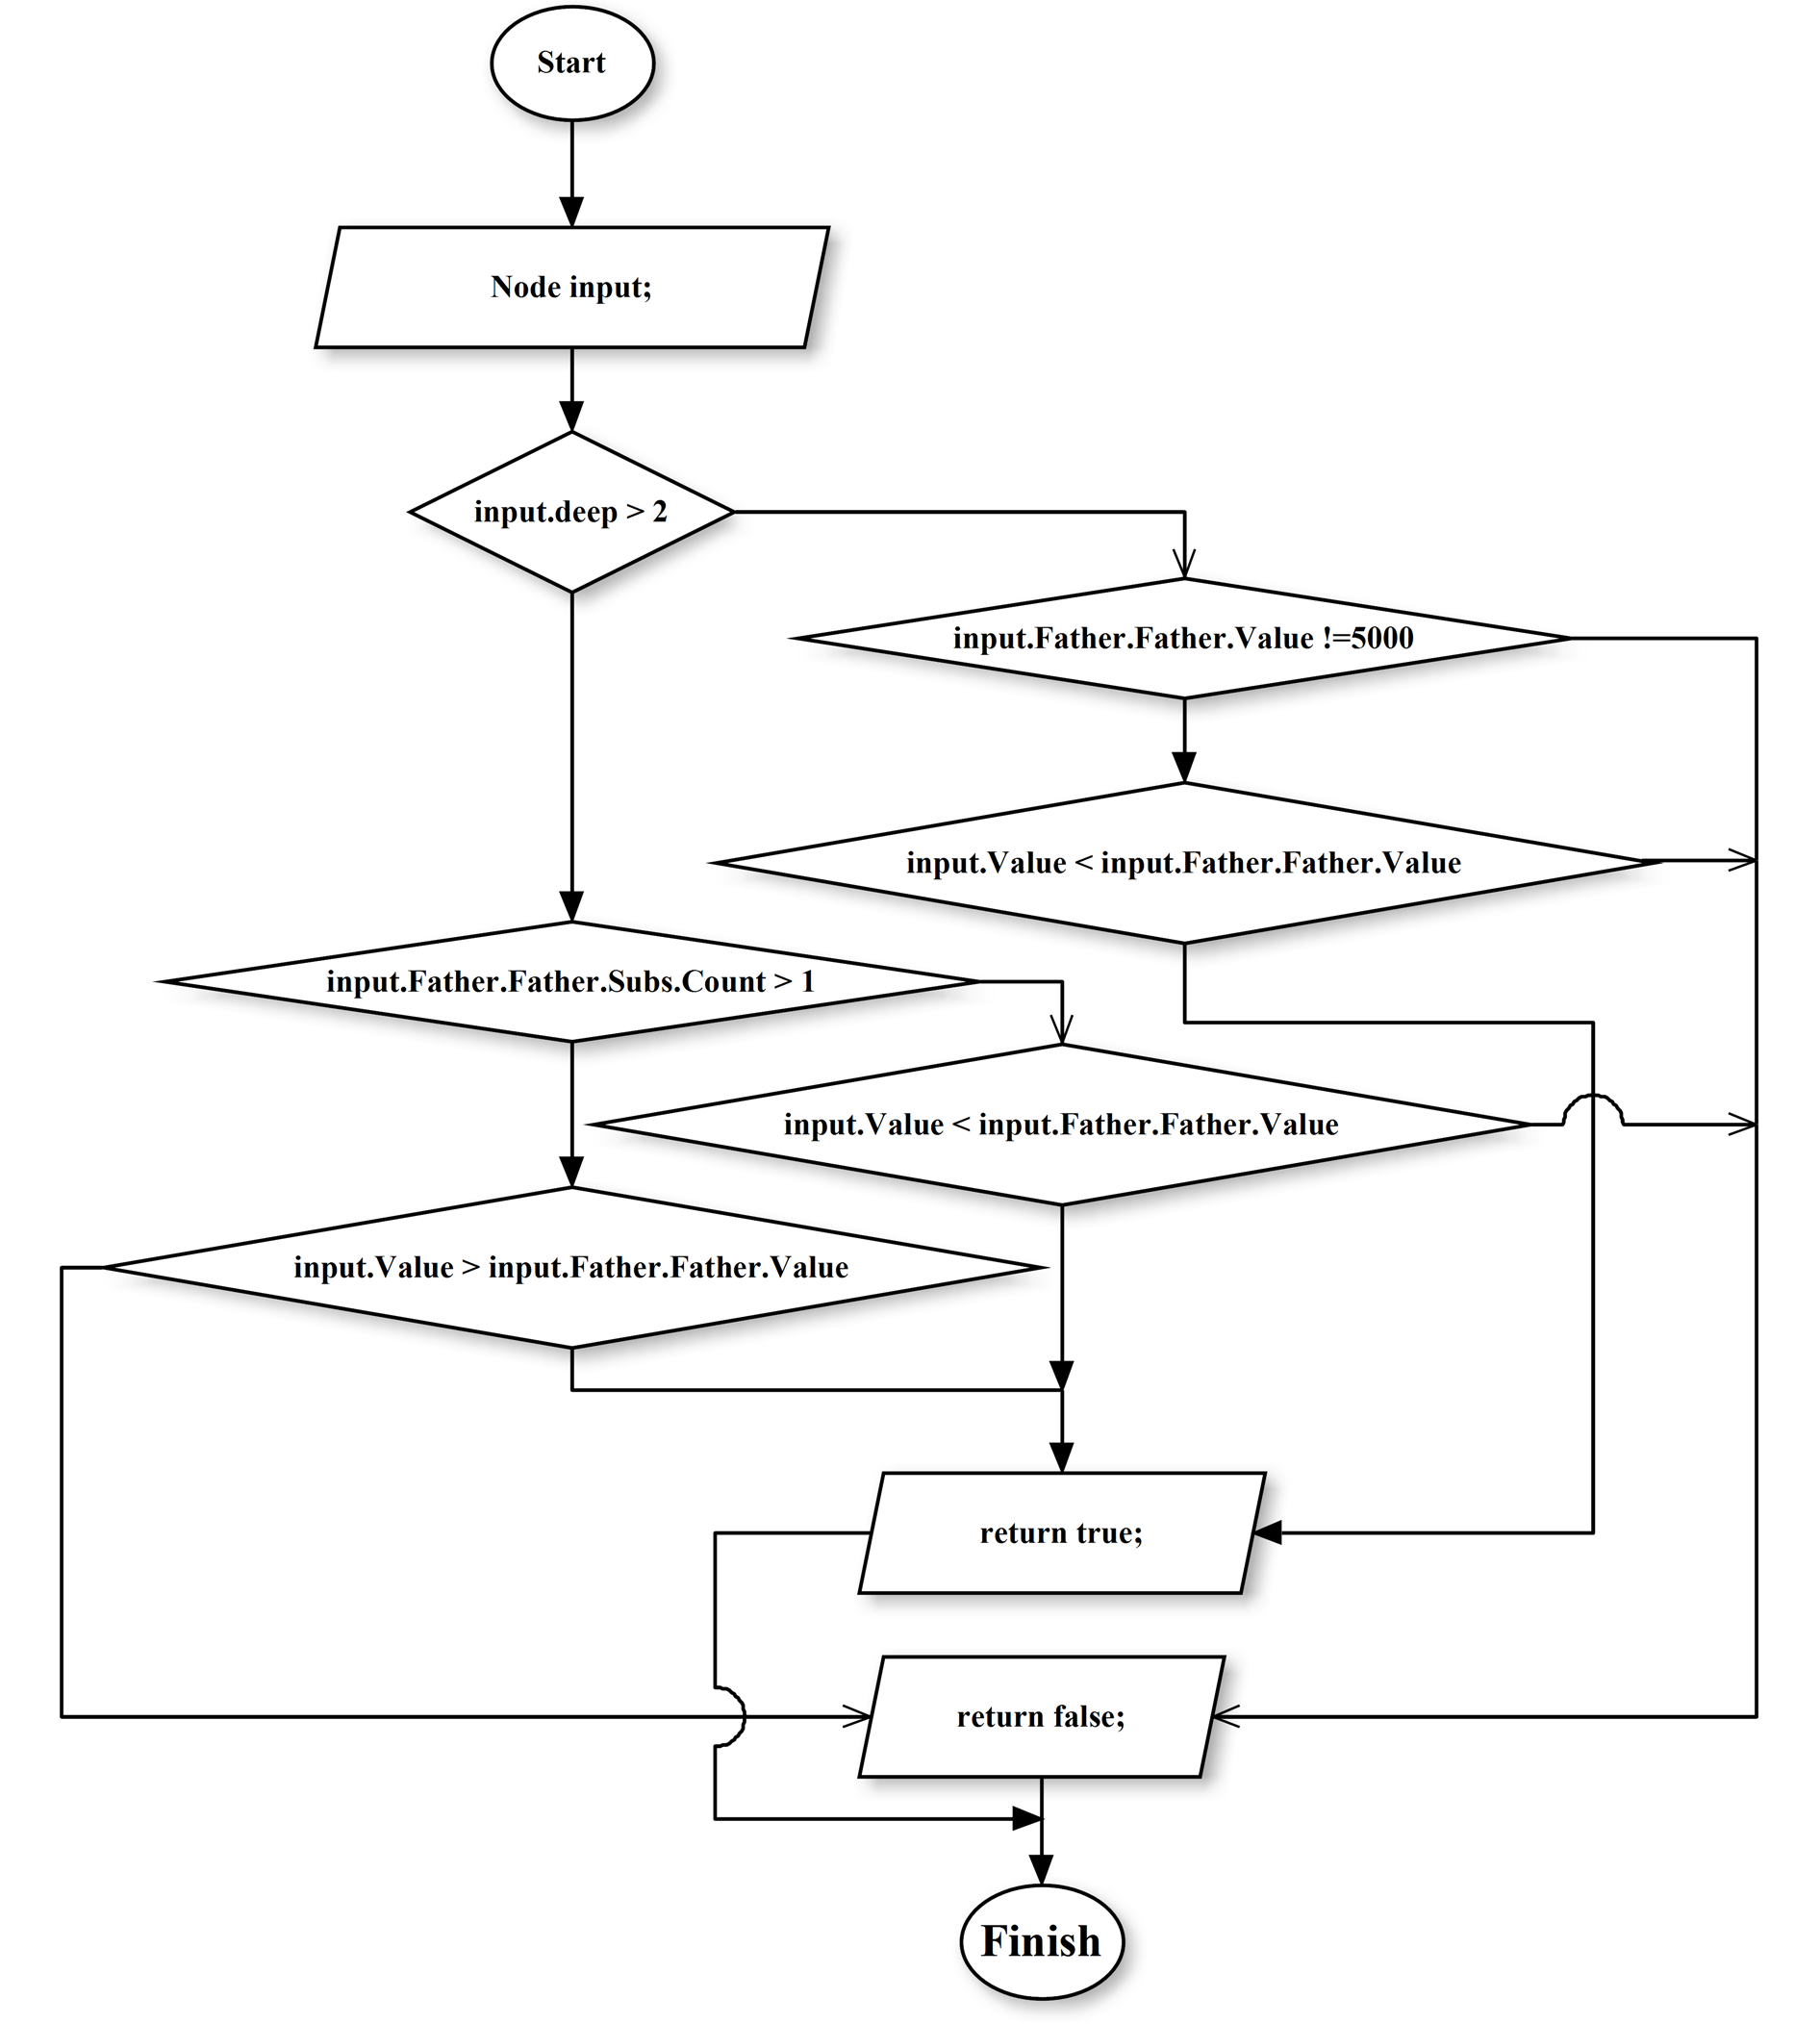 Start
Node input;
input.deep > 2
input.Father.Father.Value !=5000
input.Value < input.Father.Father.Value
input.Father.Father.Subs.Count > 1
input.Value < input.Father.Father.Value
input.Value > input.Father.Father.Value
return true;
return false;
Finish